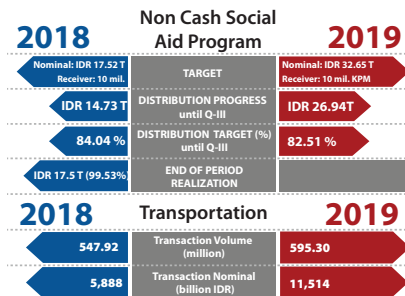 Non Cash Social
Aid Program
2018
2019
Nominal: IDR 17.52 T
Receiver: 10 mil.
TARGET
Nominal: IDR 32.65 T
Receiver: 10 mil. KPM
IDR 14.73 T
DISTRIBUTION PROGRESS
until Q-III
IDR 26.94T
84.04 %
DISTRIBUTION TARGET (%)
until Q-III
82.51 %
IDR 17.5 T (99.53%)
END OF PERIOD
REALIZATION
2018
Transportation
2019
547.92
Transaction Volume
(million)
595.30
5,888
Transaction Nominal
(billion IDR)
11,514